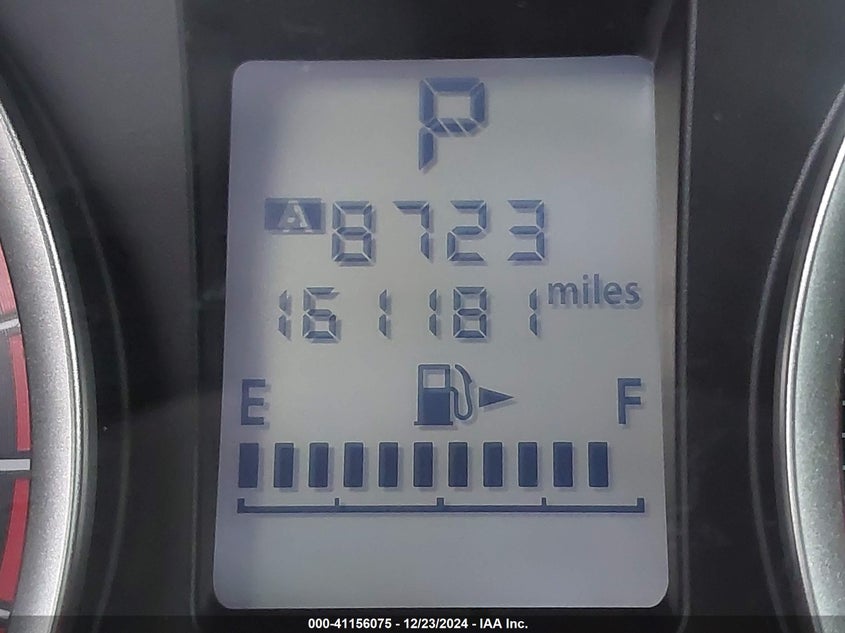 P
A 8723
161181 miles
E F
000-41156075 - 12/23/2024 - IAA Inc.